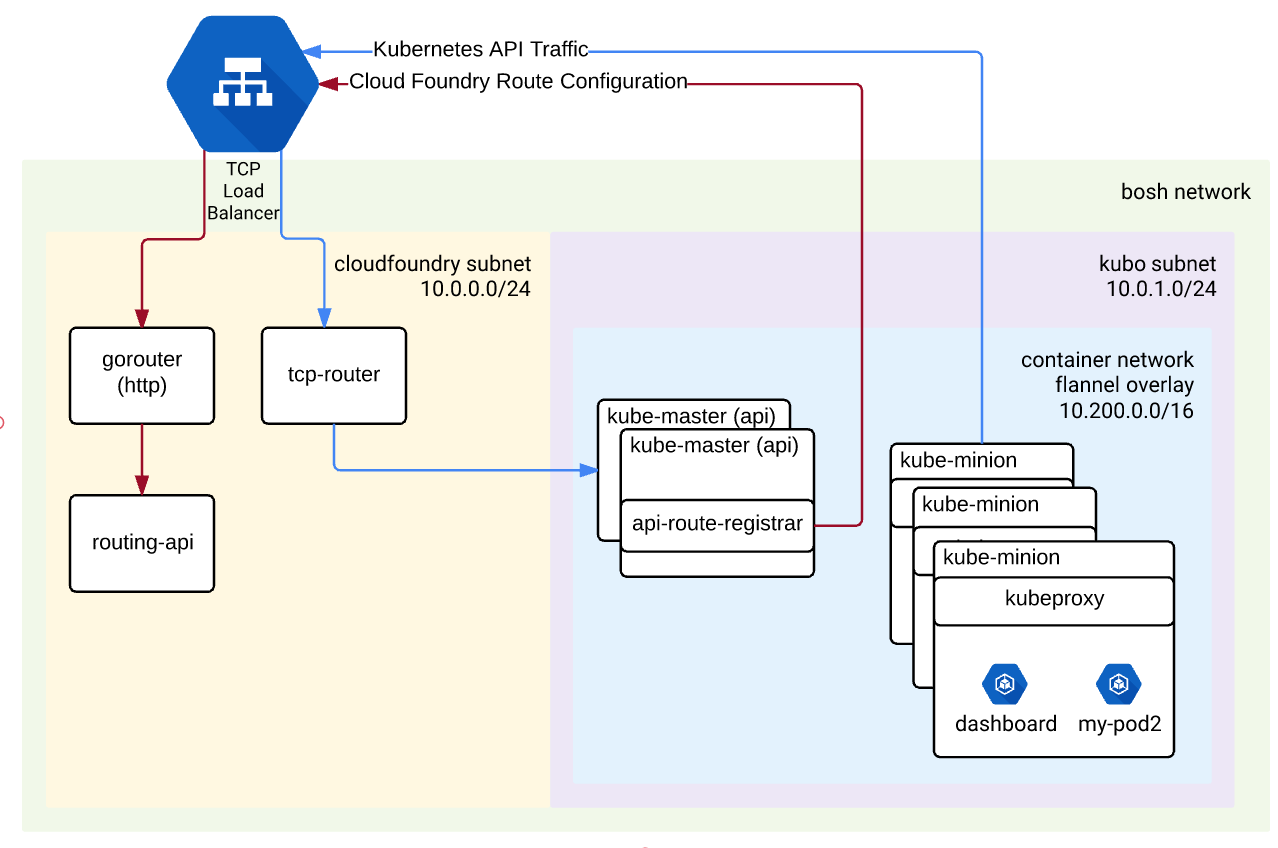 Kubernetes API Traffic
Cloud Foundry Route Configuration
TCP
Load
Balancer
bosh network
cloudfoundry subnet
10.0.0.0/24
kubo subnet
10.0.1.0/24
gorouter
(http)
tcp-router
container network
flannel overlay
10.200.0.0/16
kube-master (api)
kube-master (api)
api-route-registrar
routing-api
kube-minion
kube-minion
kube-minion
kubeproxy
dashboard
my-pod2